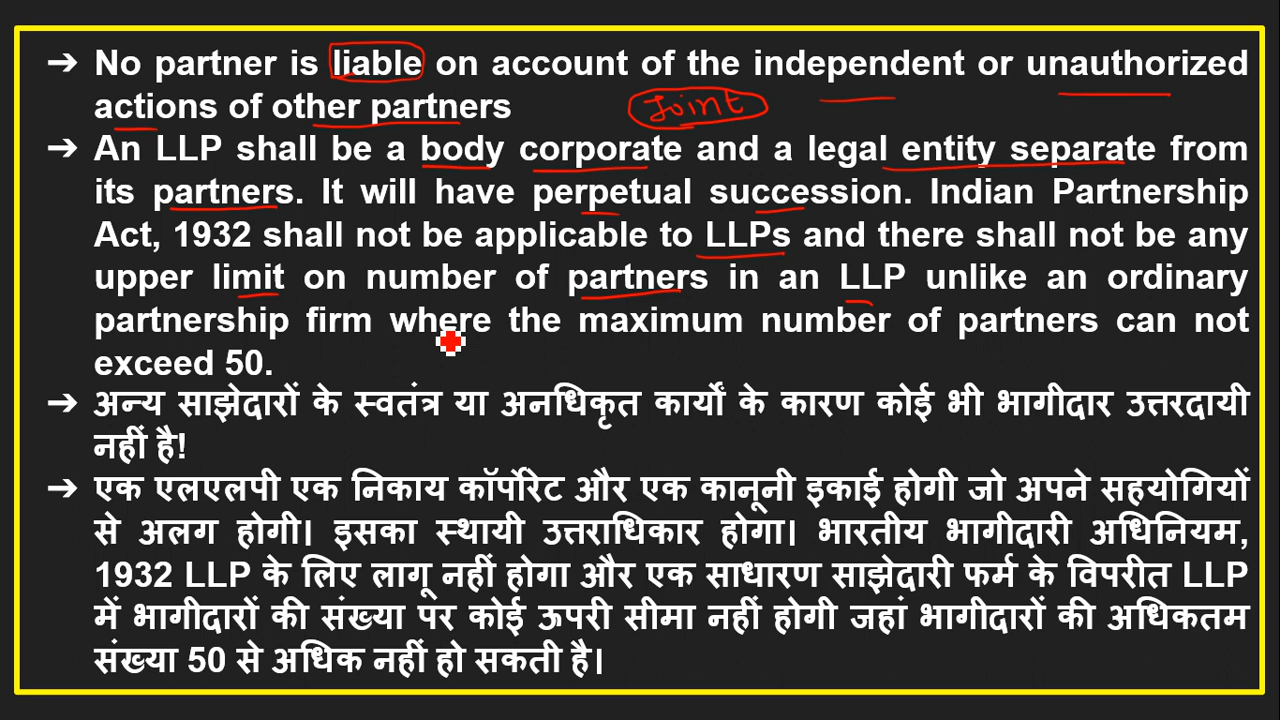 ➔ No partner is liable on account of the independent or unauthorized
actions of other partners Joint
➔ An LLP shall be a body corporate and a legal entity separate from
its partners. It will have perpetual succession. Indian Partnership
Act, 1932 shall not be applicable to LLPs and there shall not be any
upper limit on number of partners in an LLP unlike an ordinary
partnership firm where the maximum number of partners can not
exceed 50.
➔ अन्य साझेदारों के स्वतंत्र या अनधिकृत कार्यों के कारण कोई भी भागीदार उत्तरदायी
नहीं है!
➔ एक एलएलपी एक निकाय कॉर्पोरेट और एक कानूनी इकाई होगी जो अपने सहयोगियों
से अलग होगी। इसका स्थायी उत्तराधिकार होगा। भारतीय भागीदारी अधिनियम,
1932 LLP के लिए लागू नहीं होगा और एक साधारण साझेदारी फर्म के विपरीत LLP
में भागीदारों की संख्या पर कोई ऊपरी सीमा नहीं होगी जहां भागीदारों की अधिकतम
संख्या 50 से अधिक नहीं हो सकती है।